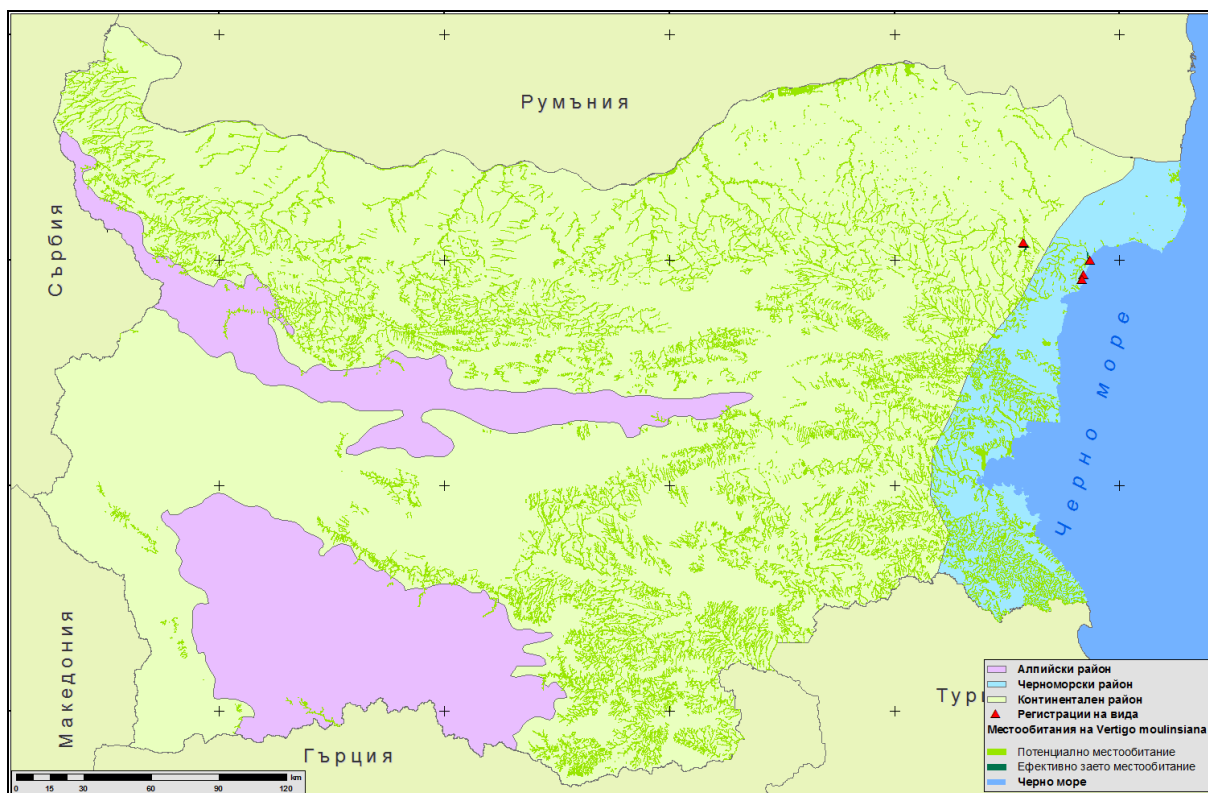 Румъния
Сърбия
Черно море
Македония
Гърция
Тур
Алпийски район
Черноморски район
Континентален район
Регистрации на вида
Местообитания на Vertigo moulinsiana
Потенциално местообитание
Ефективно заето местообитание
Черно море
km
0 15 30 60 90 120